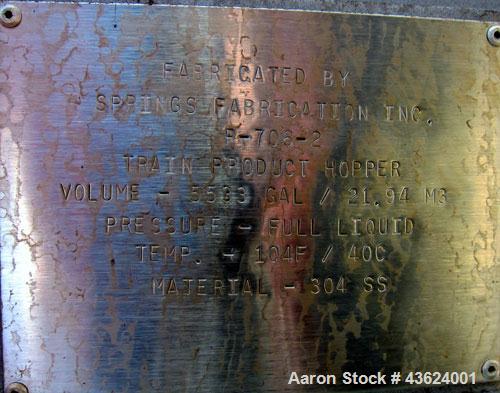 FABRICATED BY
SPRINGS FABRICATION INC.
TRAIN PRODUCT HOPPER
VOLUME - GAL / 21.94 M3
PRESSURE - FULL LIQUID
TEMP. - 104F / 40C
MATERIAL - 304 SS
Aaron Stock # 43624001